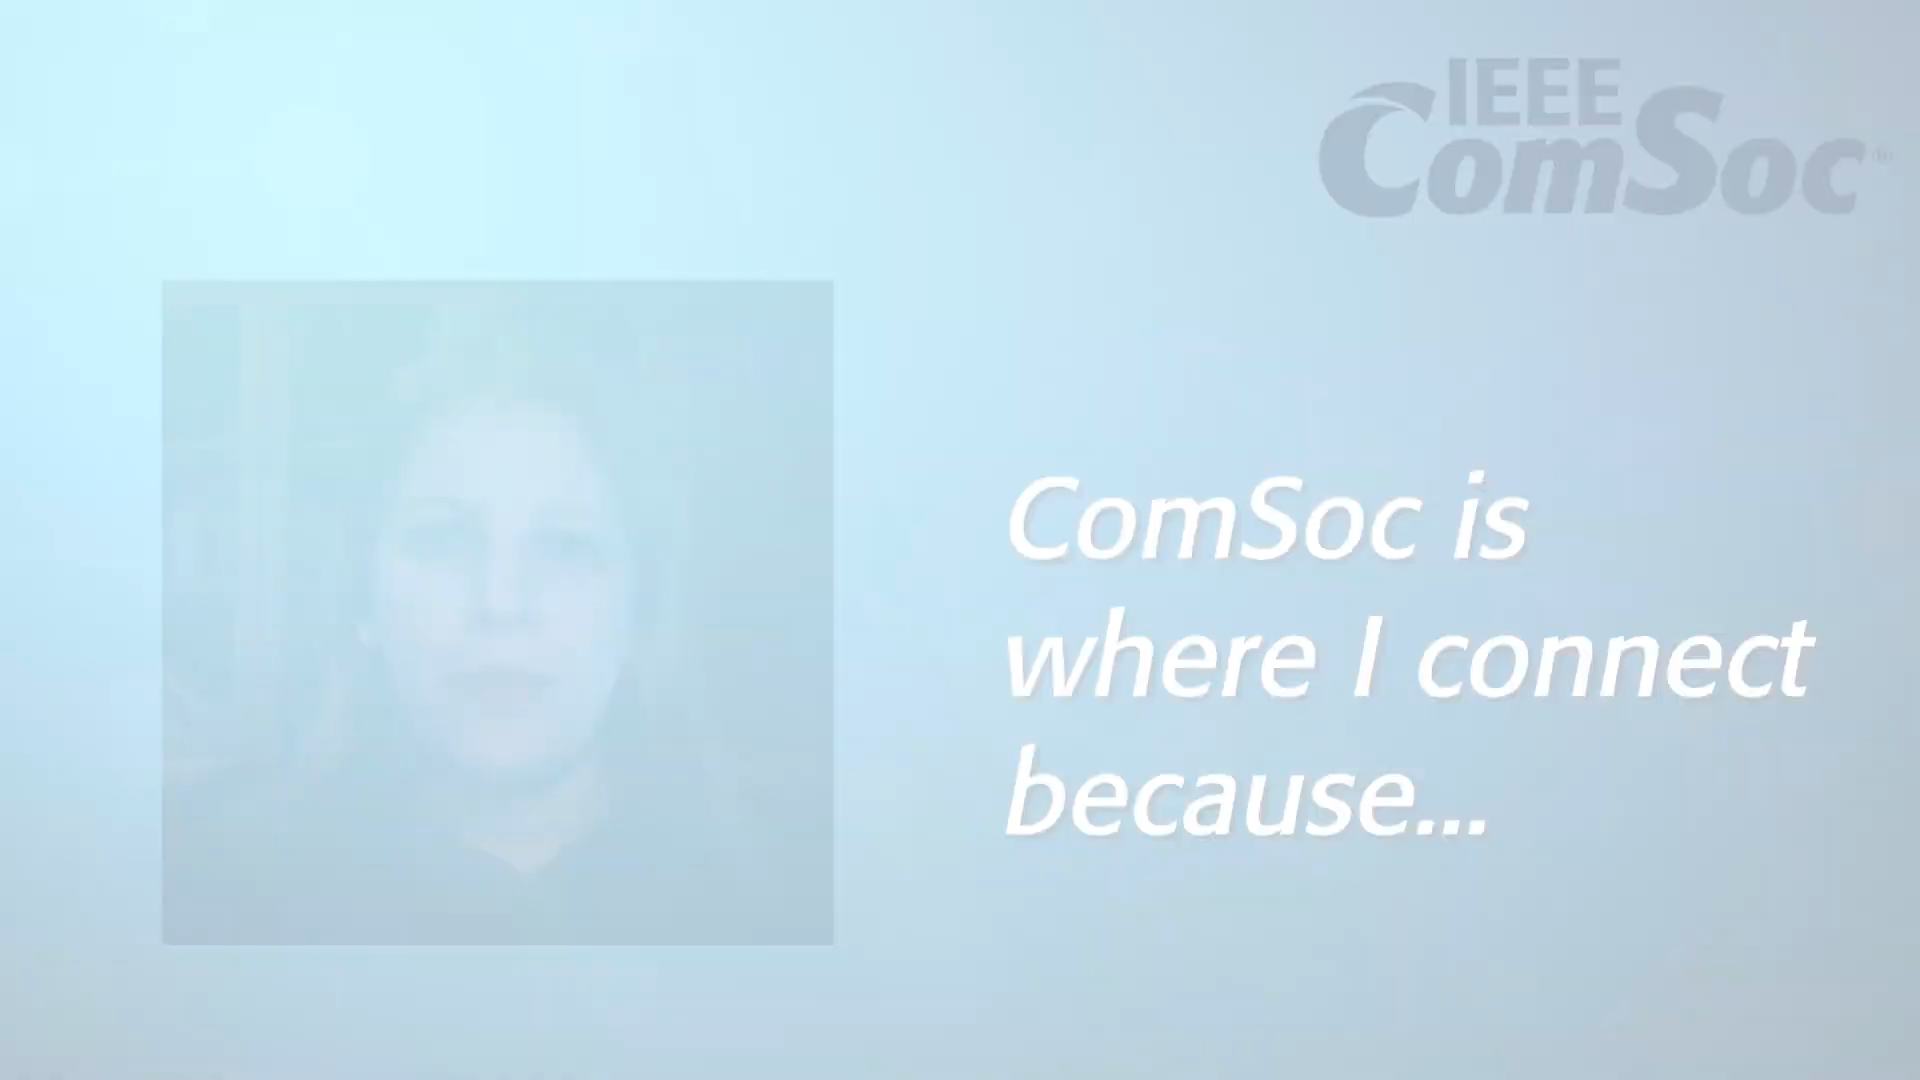 IEEE
ComSoc®
ComSoc is
where I connect
because...